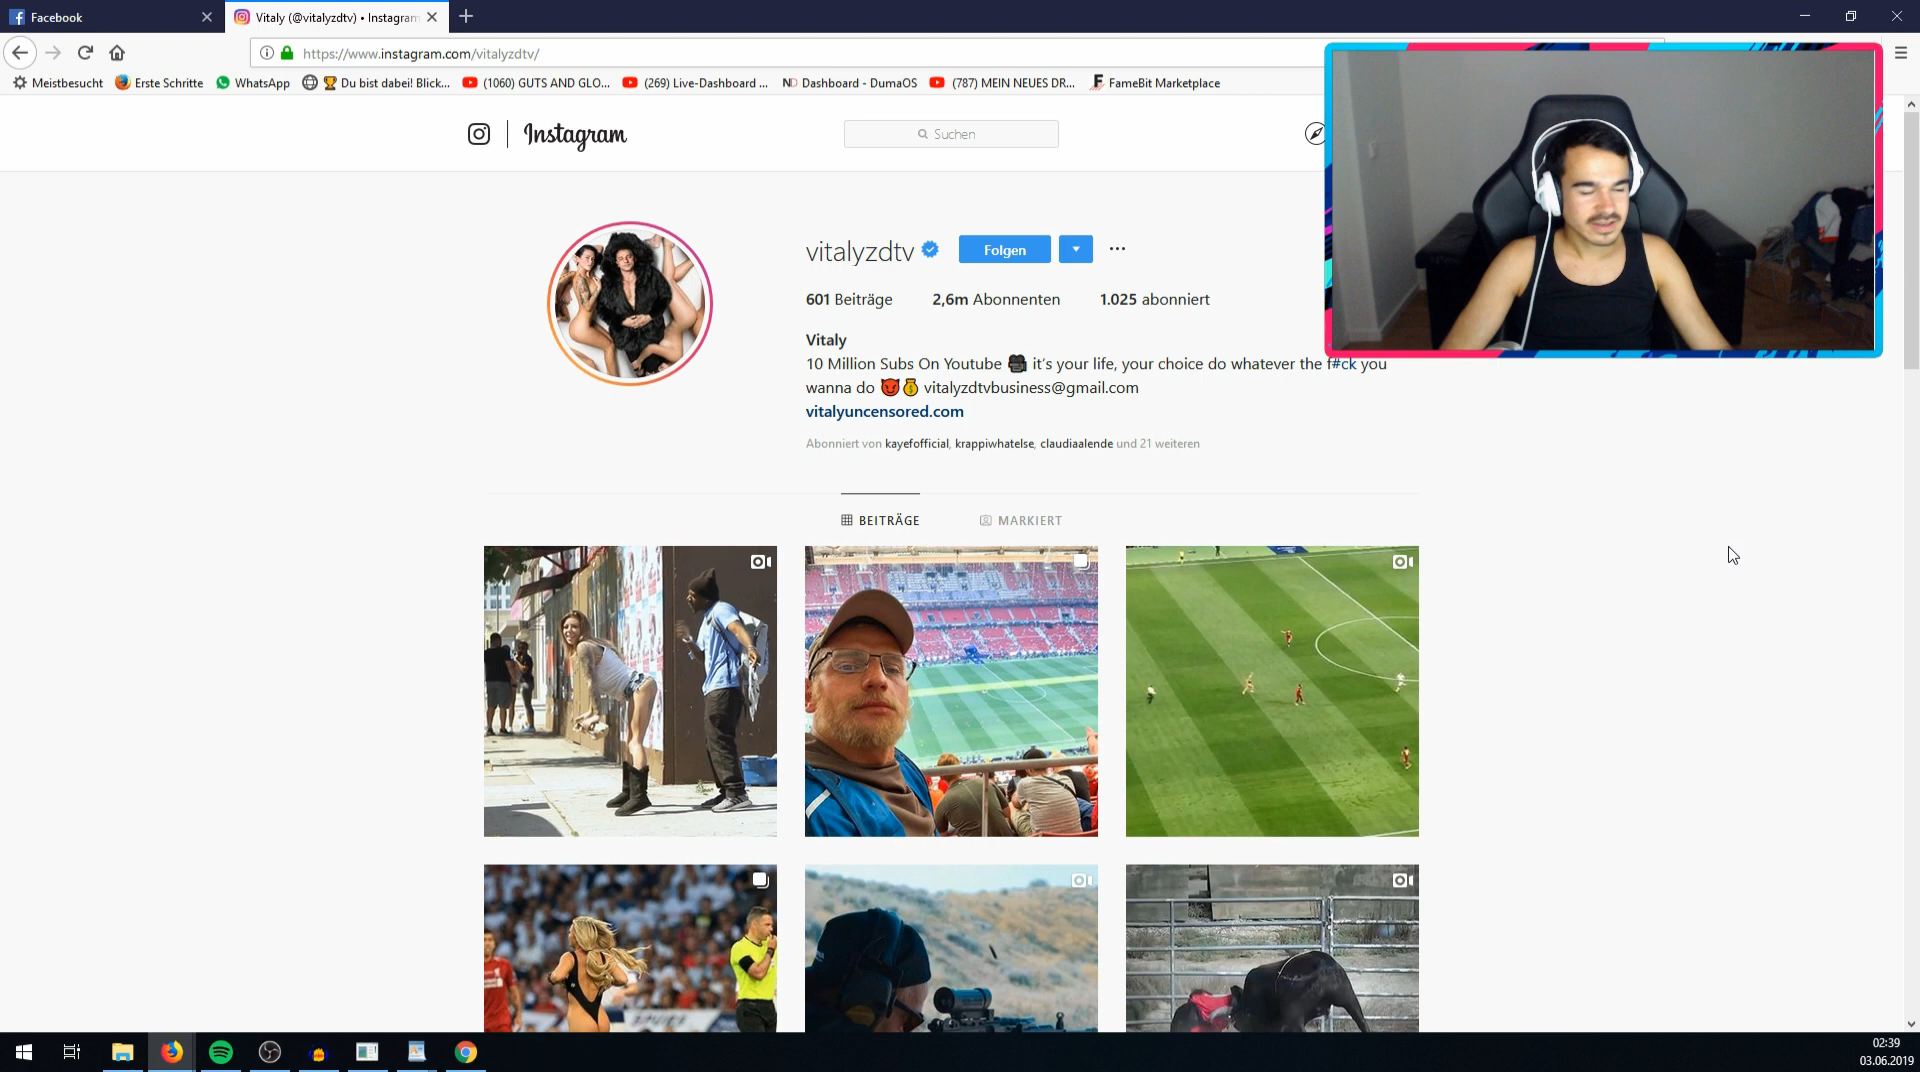 Facebook
Vitaly (@vitalyzdtv) • Instagram
https://www.instagram.com/vitalyzdtv/
Meistbesucht
Erste Schritte
WhatsApp
Du bist dabei! Blick...
(1060) GUTS AND GLO...
(269) Live-Dashboard ...
ND Dashboard - DumaOS
(787) MEIN NEUES DR...
F FameBit Marketplace
Instagram
Suchen
vitalyzdtv
Folgen
601 Beiträge
2,6m Abonnenten
1.025 abonniert
Vitaly
10 Million Subs On Youtube 🎥 it's your life, your choice do whatever the f#ck you
wanna do 😈💰 vitalyzdtvbusiness@gmail.com
vitalyuncensored.com
Abonniert von kayefofficial, krappiwhatelse, claudiaalende und 21 weiteren
BEITRÄGE
MARKIERT
02:39
03.06.2019